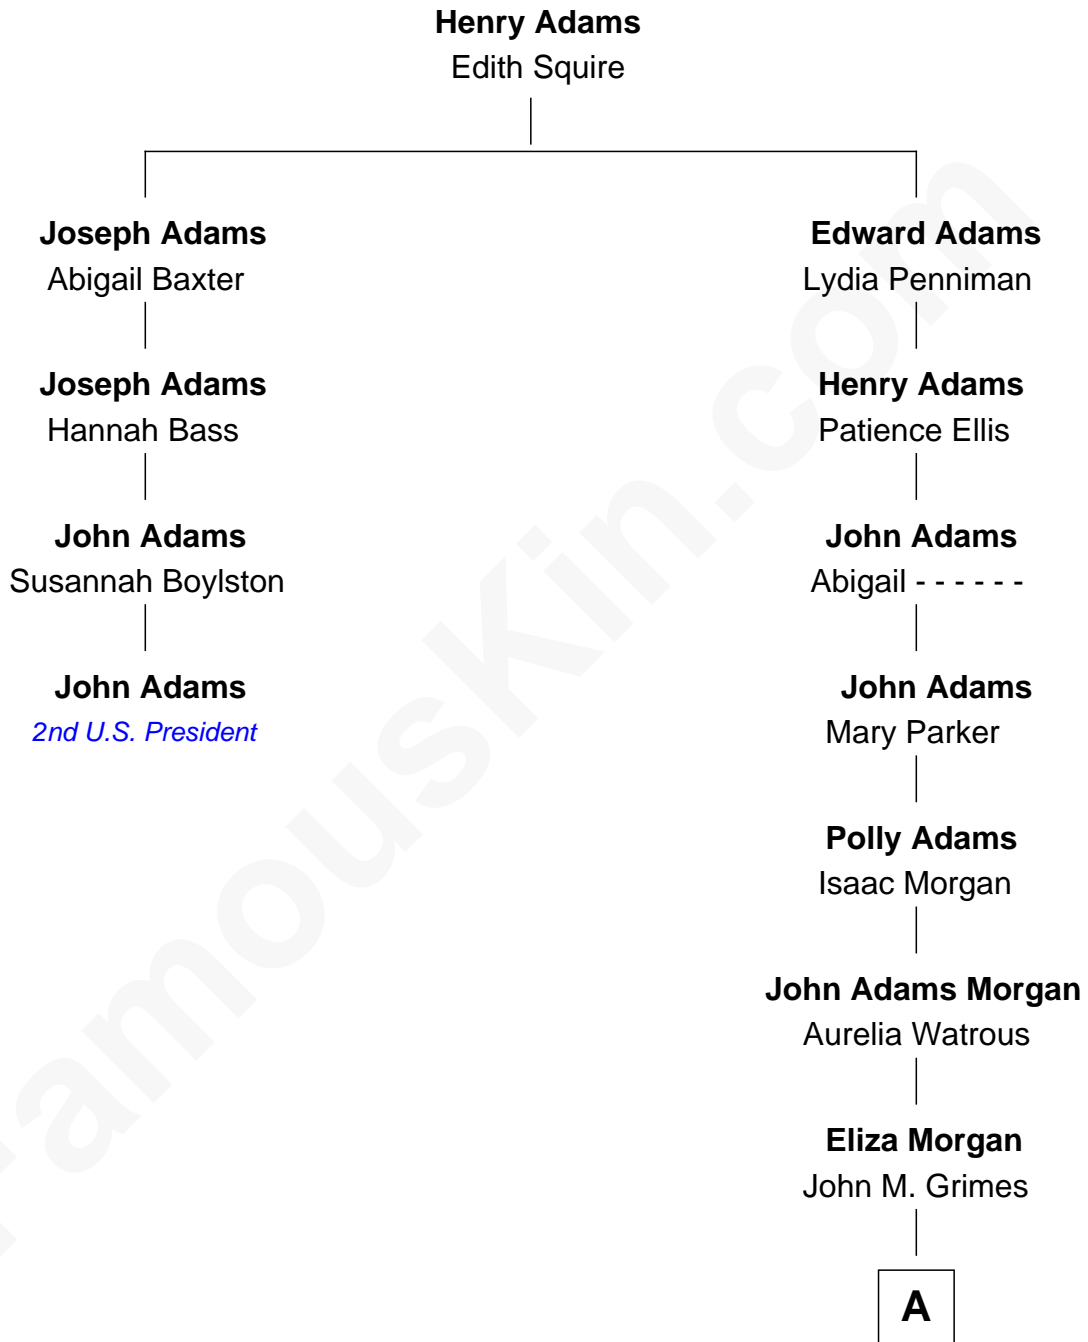 Henry Adams
Edith Squire
Joseph Adams
Abigail Baxter
Edward Adams
Lydia Penniman
Joseph Adams
Hannah Bass
Henry Adams
Patience Ellis
John Adams
Susannah Boylston
John Adams
Abigail - - - - - -
John Adams
2nd U.S. President
John Adams
Mary Parker
Polly Adams
Isaac Morgan
John Adams Morgan
Aurelia Watrous
Eliza Morgan
John M. Grimes
A
FamousKin.com